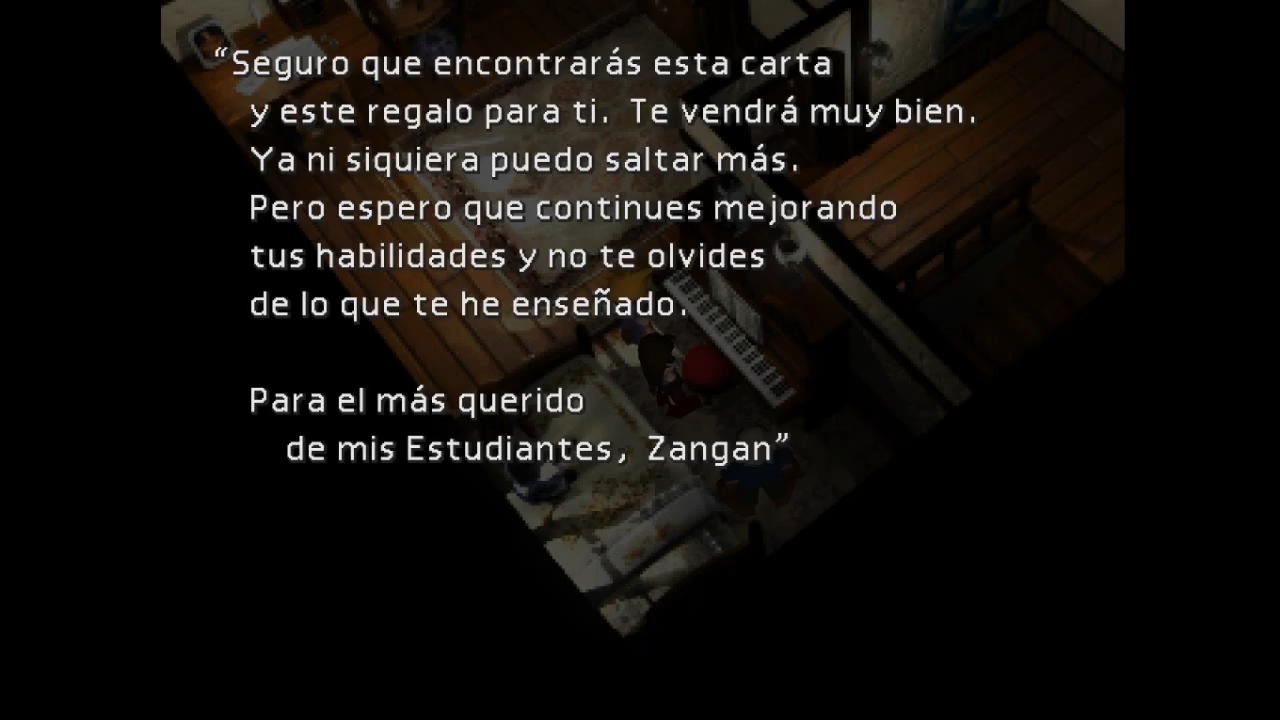 “Seguro que encontrarás esta carta
y este regalo para ti. Te vendrá muy bien.
Ya ni siquiera puedo saltar más.
Pero espero que continues mejorando
tus habilidades y no te olvides
de lo que te he enseñado.
Para el más querido
de mis Estudiantes, Zangan”